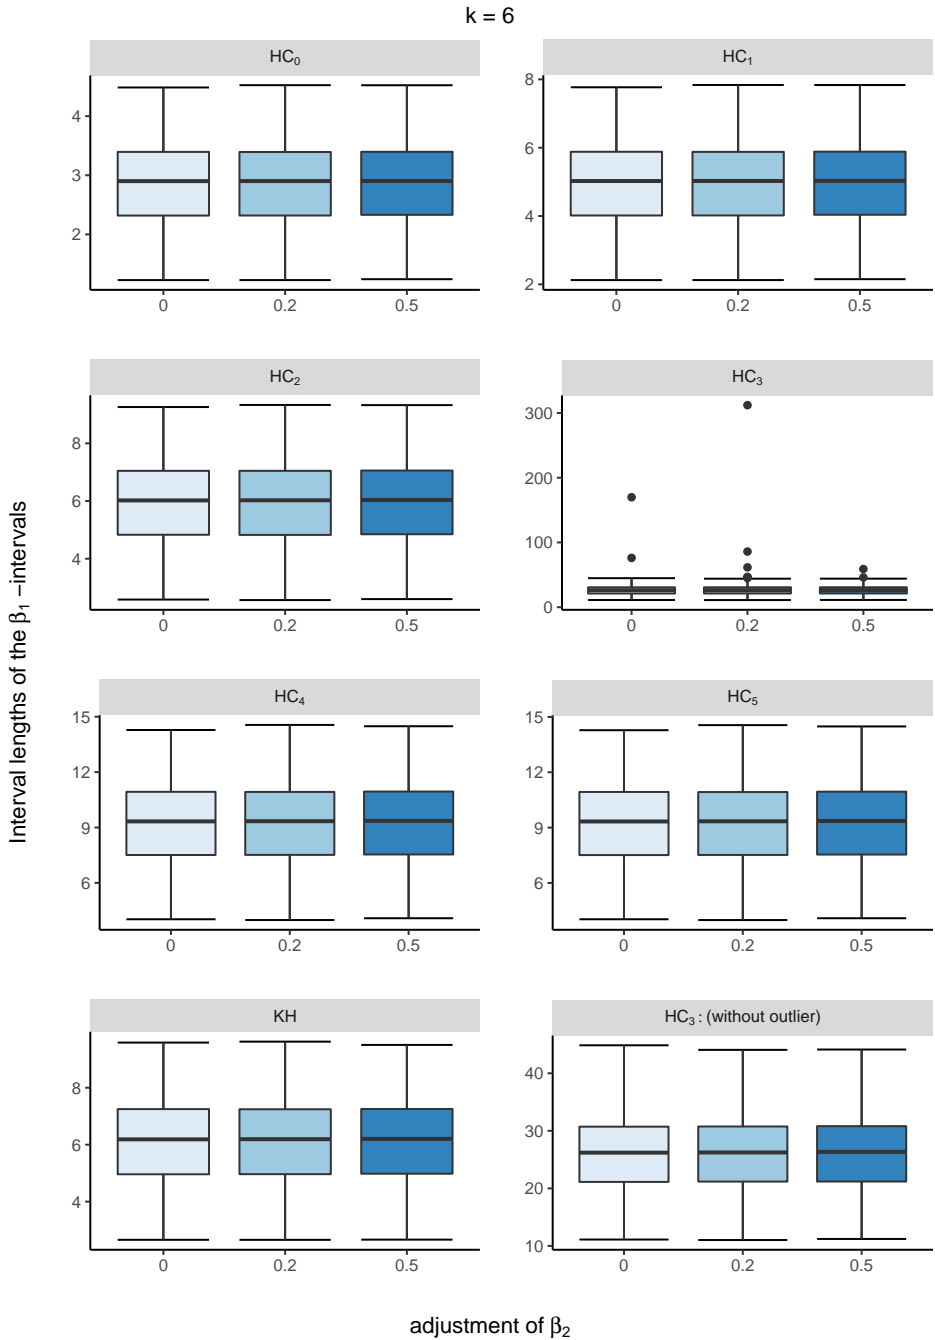 k = 6
HC₀
HC₁
4
3
2
0 0.2 0.5
8
6
4
2
0 0.2 0.5
HC₂
HC₃
8
6
4
0 0.2 0.5
300
200
100
0
0 0.2 0.5
Interval lengths of the β₁ −intervals
HC₄
HC₅
15
12
9
6
0 0.2 0.5
15
12
9
6
0 0.2 0.5
KH
HC₃ : (without outlier)
8
6
4
0 0.2 0.5
40
30
20
10
0 0.2 0.5
adjustment of β₂